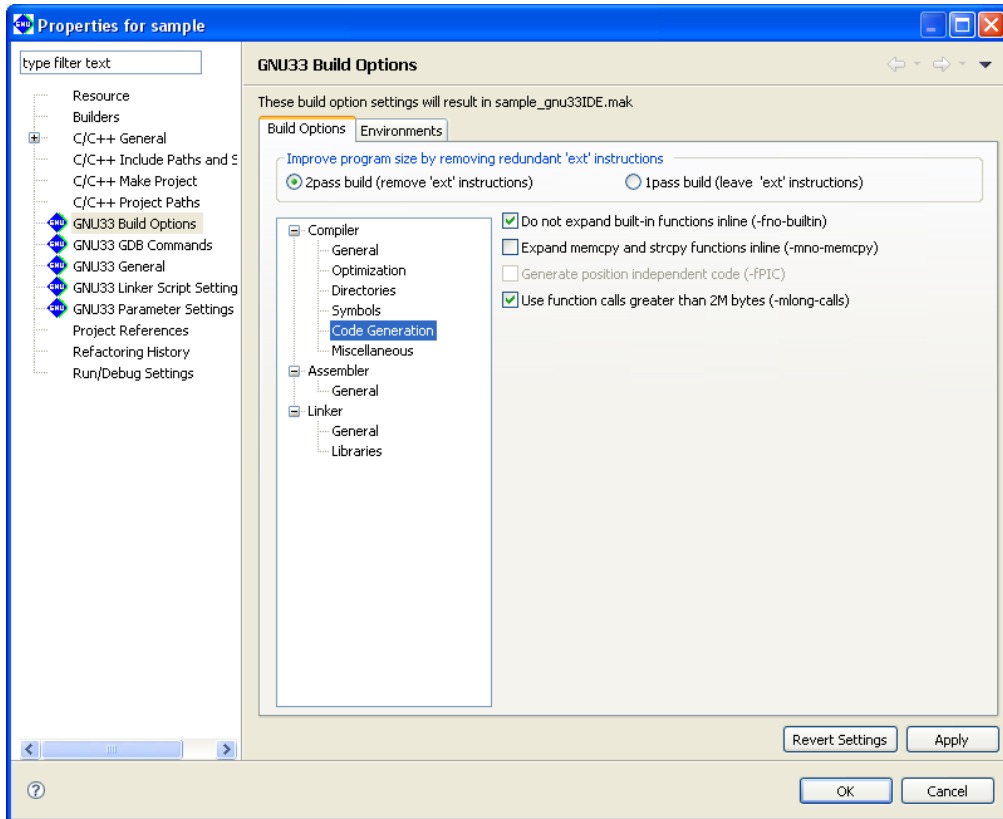 Properties for sample
type filter text
Resource
Builders
C/C++ General
C/C++ Include Paths and S
C/C++ Make Project
C/C++ Project Paths
GNU33 Build Options
GNU33 GDB Commands
GNU33 General
GNU33 Linker Script Setting
GNU33 Parameter Settings
Project References
Refactoring History
Run/Debug Settings
GNU33 Build Options
These build option settings will result in sample_gnu33IDE.mak
Build Options
Environments
Improve program size by removing redundant 'ext' instructions
2pass build (remove 'ext' instructions)
1pass build (leave 'ext' instructions)
Compiler
General
Optimization
Directories
Symbols
Code Generation
Miscellaneous
Assembler
General
Linker
General
Libraries
Do not expand built-in functions inline (-fno-builtin)
Expand memcpy and strcpy functions inline (-mno-memcpy)
Generate position independent code (-fPIC)
Use function calls greater than 2M bytes (-mlong-calls)
Revert Settings
Apply
OK
Cancel